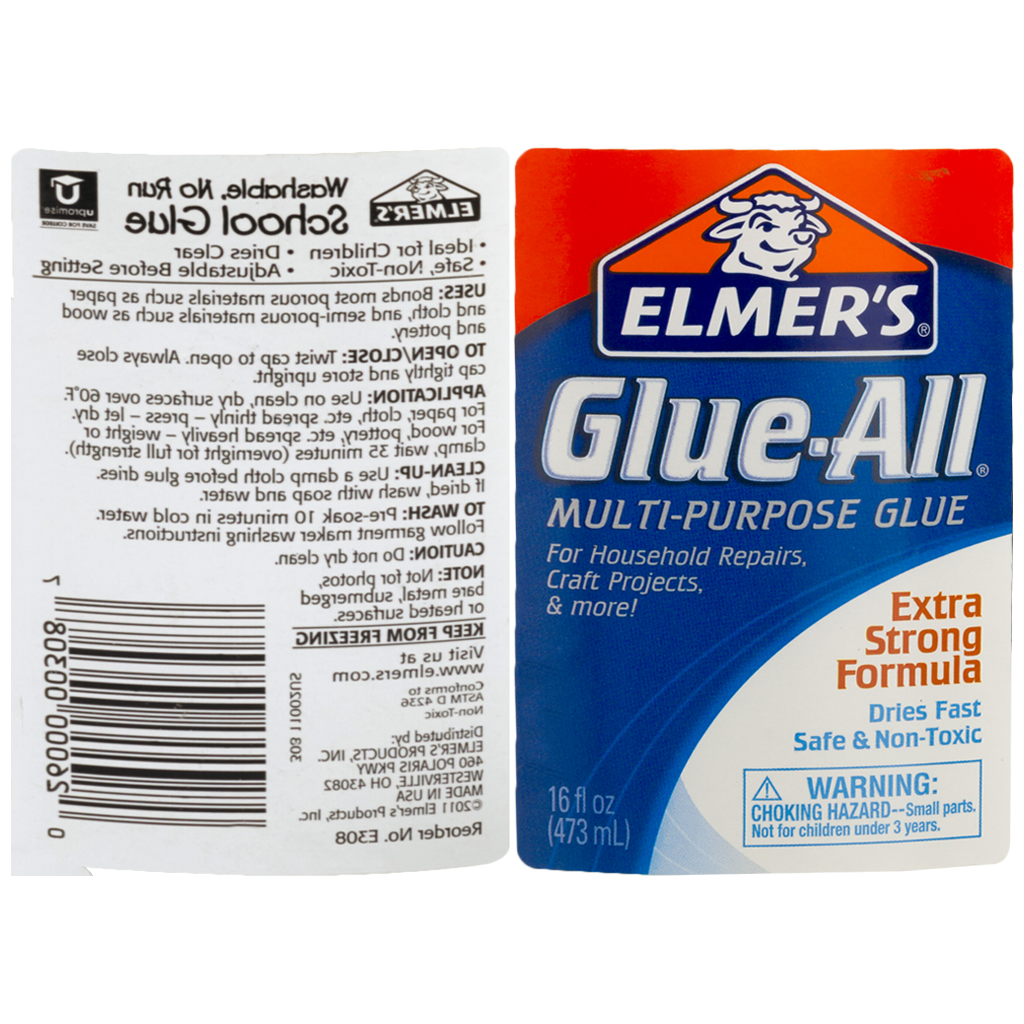 ELMER'S
Washable, No Run
School Glue
upromise
SAVE FOR COLLEGE
• Ideal for Children • Dries Clear
• Safe, Non-Toxic • Adjustable Before Setting
USES: Bonds most porous materials such as paper
and cloth, and semi-porous materials such as wood
and pottery.
TO OPEN/CLOSE: Twist cap to open. Always close
cap tightly and store upright.
APPLICATION: Use on clean, dry surfaces over 60°F.
For paper, cloth, etc. spread thinly – press – let dry.
For wood, pottery, etc. spread heavily – weight or
clamp, wait 35 minutes (overnight for full strength).
CLEAN-UP: Use a damp cloth before glue dries.
If dried, wash with soap and water.
TO WASH: Pre-soak 10 minutes in cold water.
Follow garment maker washing instructions.
CAUTION: Do not dry clean.
NOTE: Not for photos,
bare metal, submerged
or heated surfaces.
KEEP FROM FREEZING
Visit us at
www.elmers.com
Conforms to
ASTM D 4236
Non-Toxic
Distributed by:
ELMER'S PRODUCTS, INC.
460 POLARIS PKWY
WESTERVILLE, OH 43082
MADE IN USA
©2011 Elmer's Products, Inc.
Reorder No. E308
303 11002US
0 26000 00308 7
ELMER'S®
Glue-All®
MULTI-PURPOSE GLUE
For Household Repairs,
Craft Projects,
& more!
Extra
Strong
Formula
Dries Fast
Safe & Non-Toxic
16 fl oz
(473 mL)
WARNING:
CHOKING HAZARD--Small parts.
Not for children under 3 years.